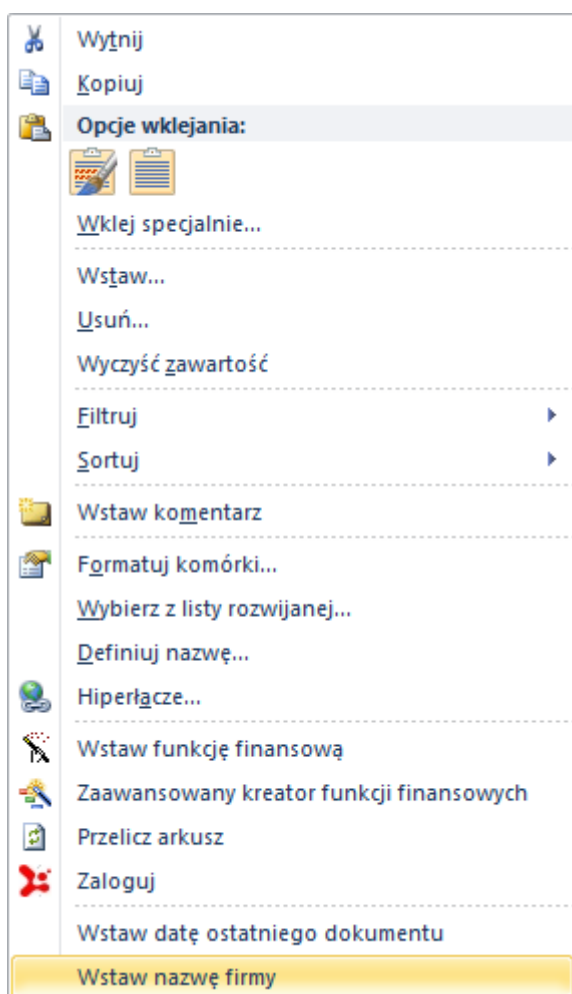 Wytnij
Kopiuj
Opcje wklejania:
Wklej specjalnie...
Wstaw...
Usuń...
Wyczyść zawartość
Filtruj
Sortuj
Wstaw komentarz
Formatuj komórki...
Wybierz z listy rozwijanej...
Definiuj nazwę...
Hiperłącze...
Wstaw funkcję finansową
Zaawansowany kreator funkcji finansowych
Przelicz arkusz
Zaloguj
Wstaw datę ostatniego dokumentu
Wstaw nazwę firmy